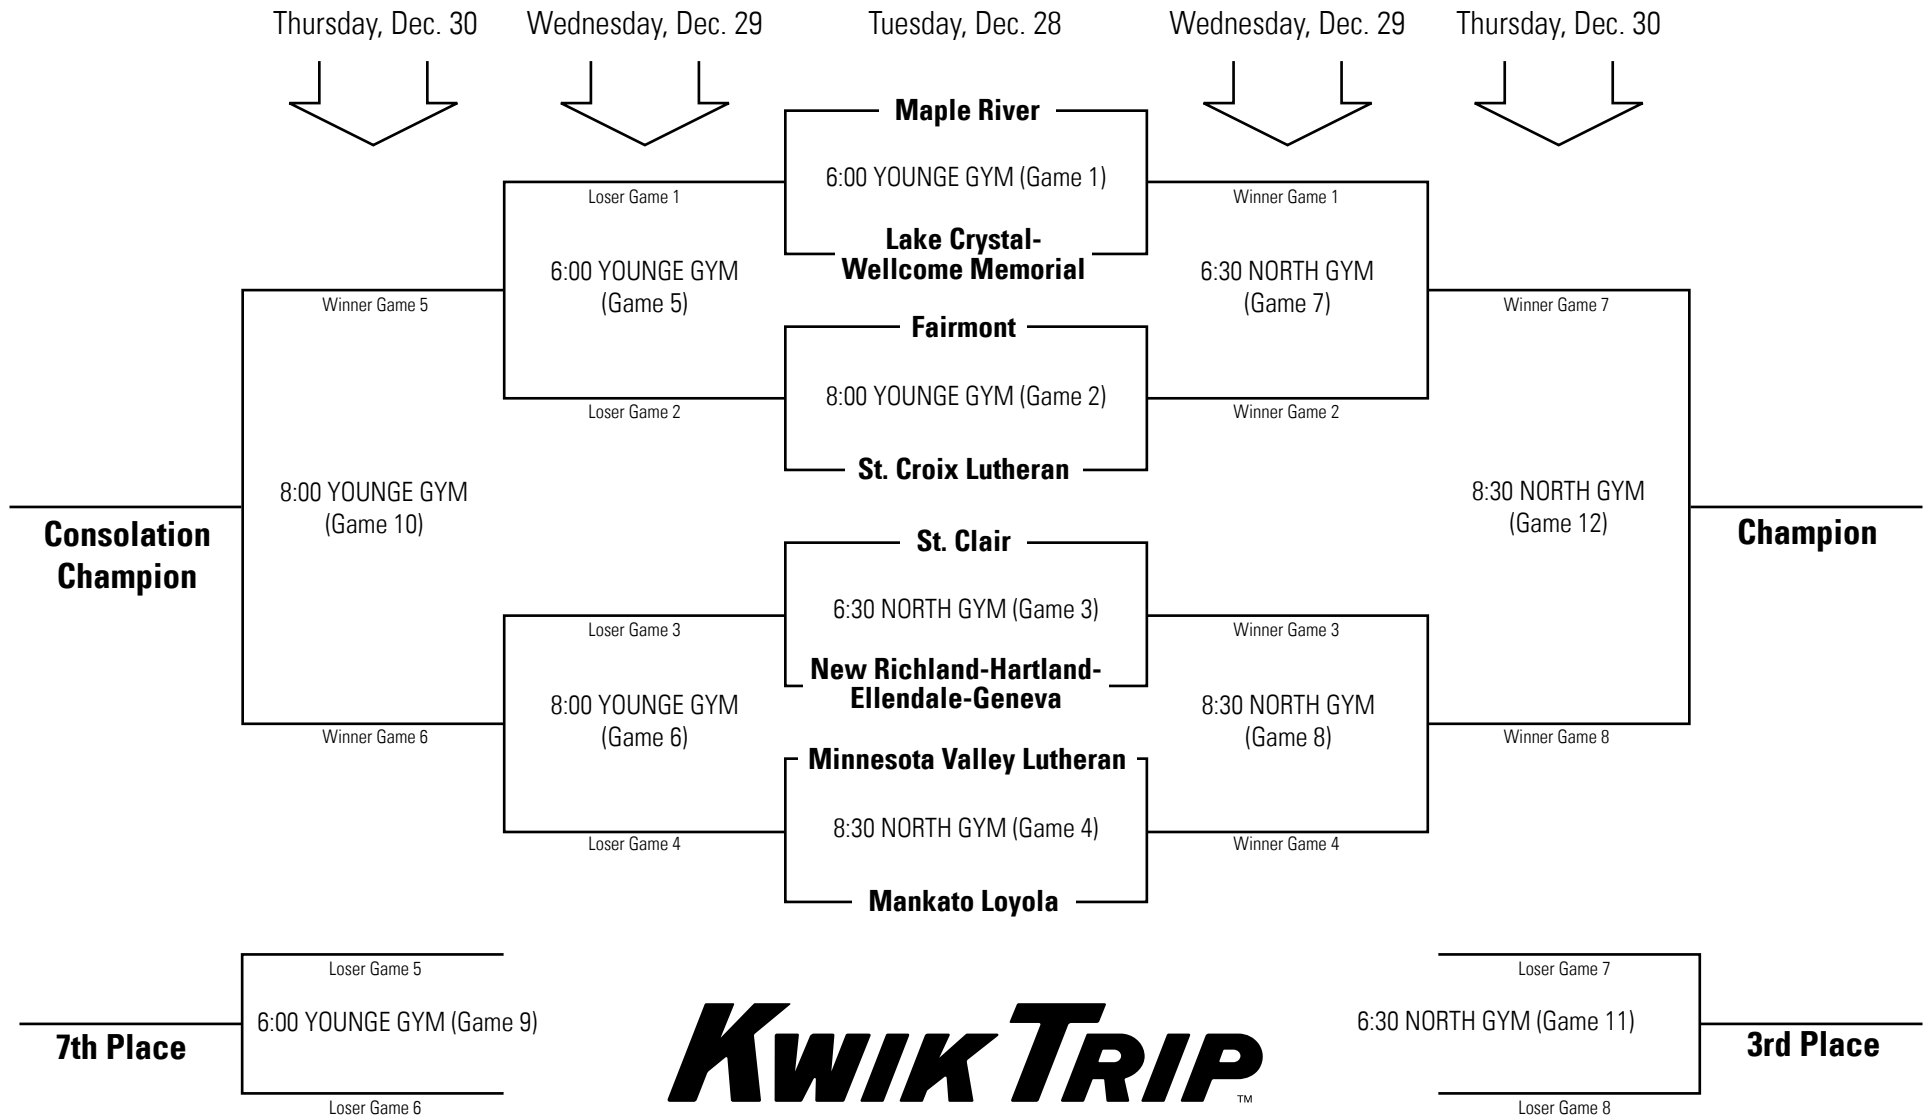 Thursday, Dec. 30
Wednesday, Dec. 29
Tuesday, Dec. 28
Wednesday, Dec. 29
Thursday, Dec. 30
Maple River
6:00 YOUNGE GYM (Game 1)
Lake Crystal-
Wellcome Memorial
Fairmont
8:00 YOUNGE GYM (Game 2)
St. Croix Lutheran
St. Clair
6:30 NORTH GYM (Game 3)
New Richland-Hartland-
Ellendale-Geneva
Minnesota Valley Lutheran
8:30 NORTH GYM (Game 4)
Mankato Loyola
Loser Game 1
6:00 YOUNGE GYM
(Game 5)
Loser Game 2
Loser Game 3
8:00 YOUNGE GYM
(Game 6)
Loser Game 4
Winner Game 5
8:00 YOUNGE GYM
(Game 10)
Winner Game 6
Consolation
Champion
Winner Game 1
6:30 NORTH GYM
(Game 7)
Winner Game 2
Winner Game 3
8:30 NORTH GYM
(Game 8)
Winner Game 4
Winner Game 7
8:30 NORTH GYM
(Game 12)
Winner Game 8
Champion
Loser Game 5
6:00 YOUNGE GYM (Game 9)
Loser Game 6
7th Place
KWIK TRIP
TM
Loser Game 7
6:30 NORTH GYM (Game 11)
Loser Game 8
3rd Place